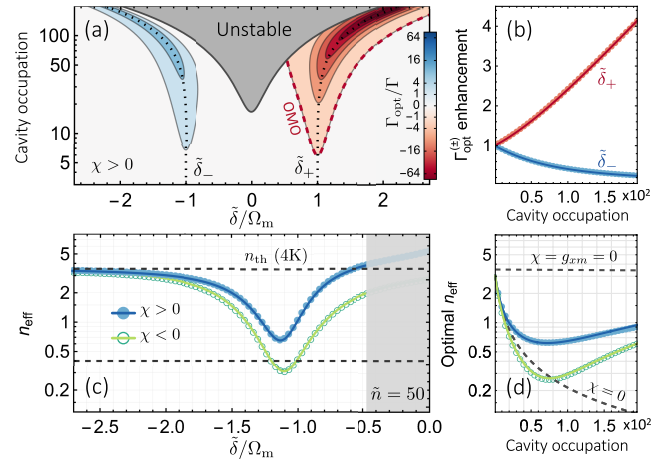 (a)
Unstable
Cavity occupation
100
50
10
5
χ > 0
OMO
δ̃₋
δ̃₊
−2 −1 0 1 2
δ̃/Ωₘ
64
16
4
0
−4
−16
−64
Γopt/Γ
(b)
Γopt(±) enhancement
4
3
2
1
δ̃₊
δ̃₋
0.5 1.0 1.5 ×10²
Cavity occupation
nth (4K)
χ > 0
χ < 0
neff
5
2
1
0.5
0.2
(c)
ñ = 50
−2.5 −2.0 −1.5 −1.0 −0.5 0.0
δ̃/Ωₘ
(d)
χ = gxm = 0
χ=0
Optimal neff
5
2
1
0.5
0.2
0.5 1.0 1.5 ×10²
Cavity occupation